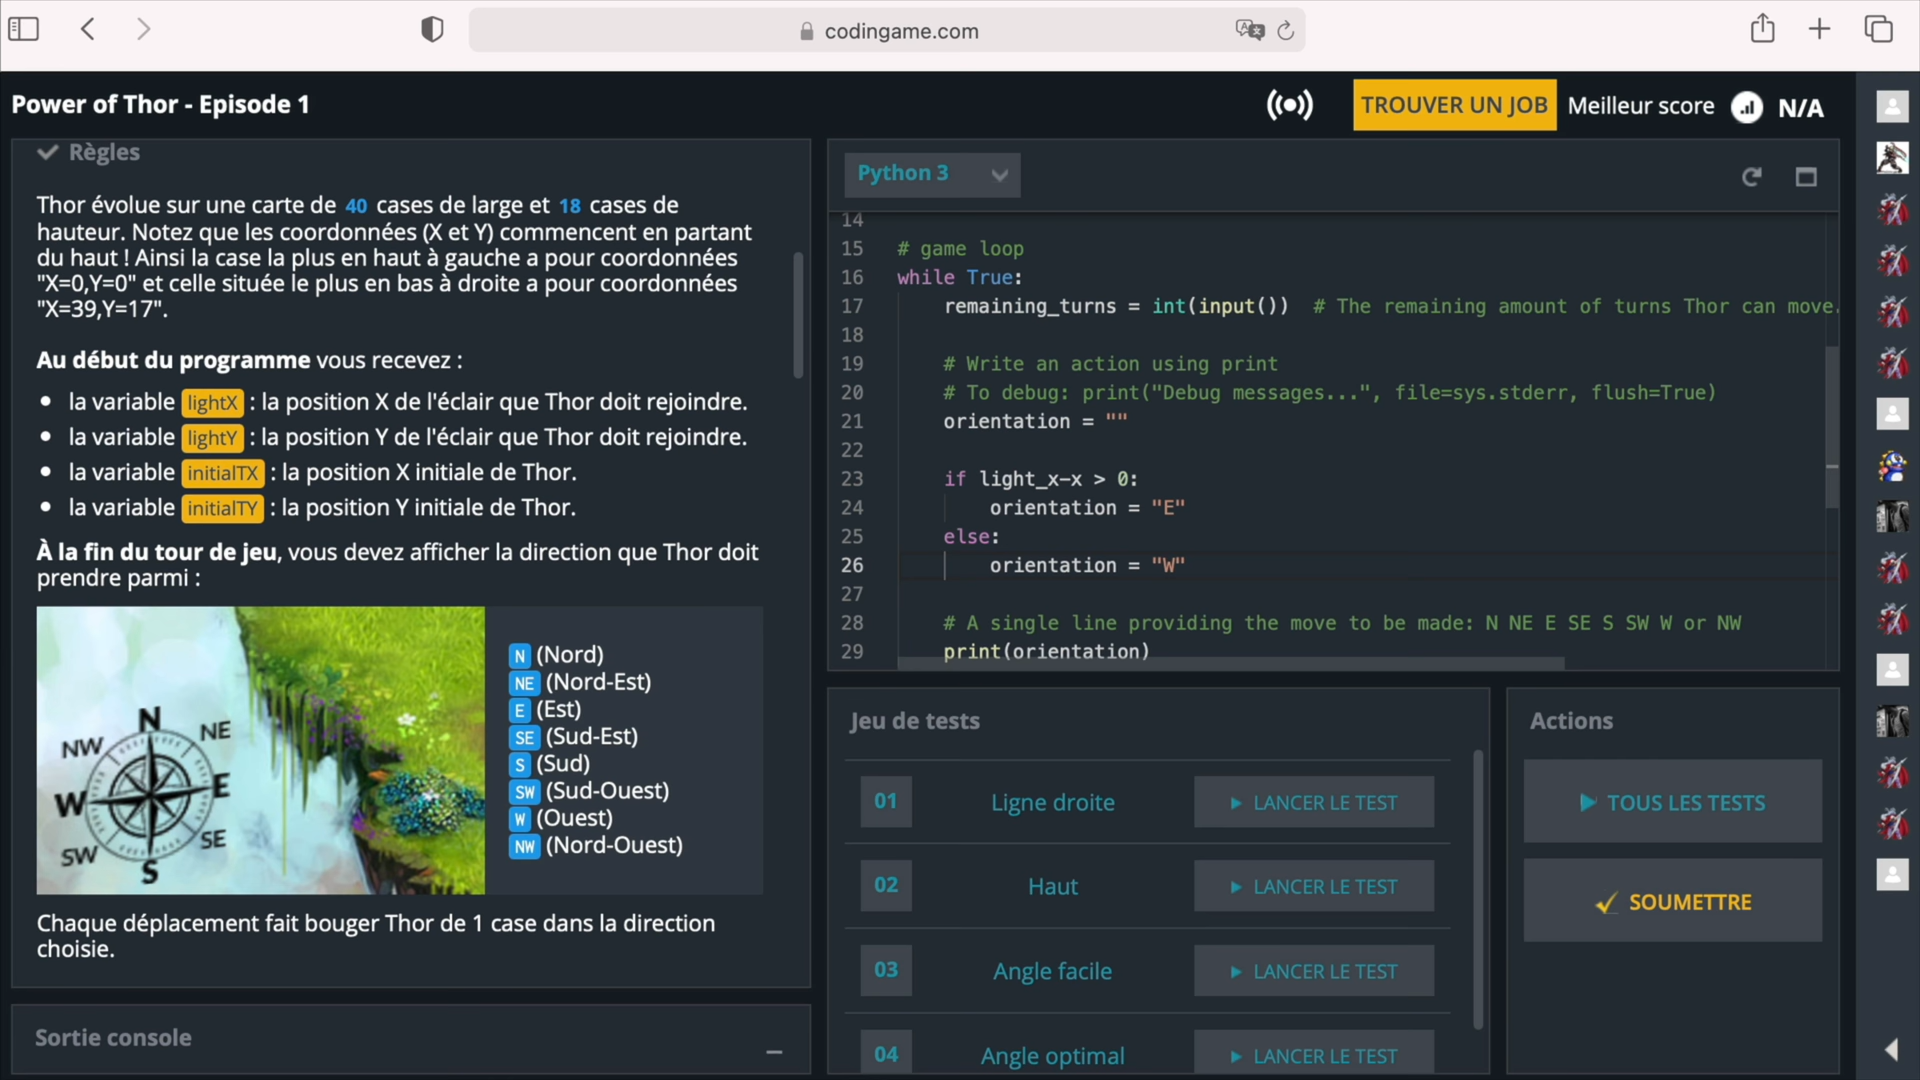 codingame.com
Power of Thor - Episode 1
TROUVER UN JOB
Meilleur score
N/A
Règles
Thor évolue sur une carte de 40 cases de large et 18 cases de
hauteur. Notez que les coordonnées (X et Y) commencent en partant
du haut ! Ainsi la case la plus en haut à gauche a pour coordonnées
"X=0,Y=0" et celle située le plus en bas à droite a pour coordonnées
"X=39,Y=17".
Au début du programme vous recevez :
• la variable lightX : la position X de l'éclair que Thor doit rejoindre.
• la variable lightY : la position Y de l'éclair que Thor doit rejoindre.
• la variable initialTX : la position X initiale de Thor.
• la variable initialTY : la position Y initiale de Thor.
À la fin du tour de jeu, vous devez afficher la direction que Thor doit
prendre parmi :
N
NE
E
SE
S
SW
W
NW
N (Nord)
NE (Nord-Est)
E (Est)
SE (Sud-Est)
S (Sud)
SW (Sud-Ouest)
W (Ouest)
NW (Nord-Ouest)
Chaque déplacement fait bouger Thor de 1 case dans la direction
choisie.
Sortie console
Python 3
14
15 # game loop
16 while True:
17 remaining_turns = int(input()) # The remaining amount of turns Thor can move.
18
19 # Write an action using print
20 # To debug: print("Debug messages...", file=sys.stderr, flush=True)
21 orientation = ""
22
23 if light_x-x > 0:
24 orientation = "E"
25 else:
26 orientation = "W"
27
28 # A single line providing the move to be made: N NE E SE S SW W or NW
29 print(orientation)
Jeu de tests
01 Ligne droite LANCER LE TEST
02 Haut LANCER LE TEST
03 Angle facile LANCER LE TEST
04 Angle optimal LANCER LE TEST
Actions
TOUS LES TESTS
SOUMETTRE